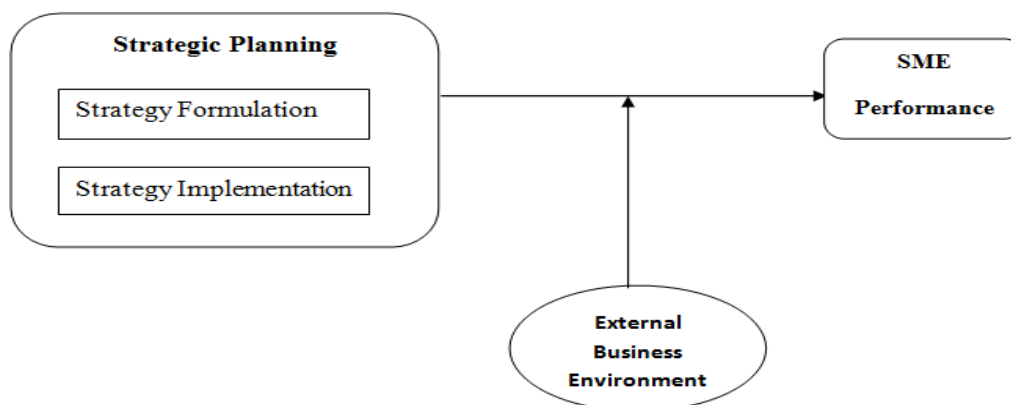 Strategic Planning
Strategy Formulation
Strategy Implementation
SME
Performance
External
Business
Environment